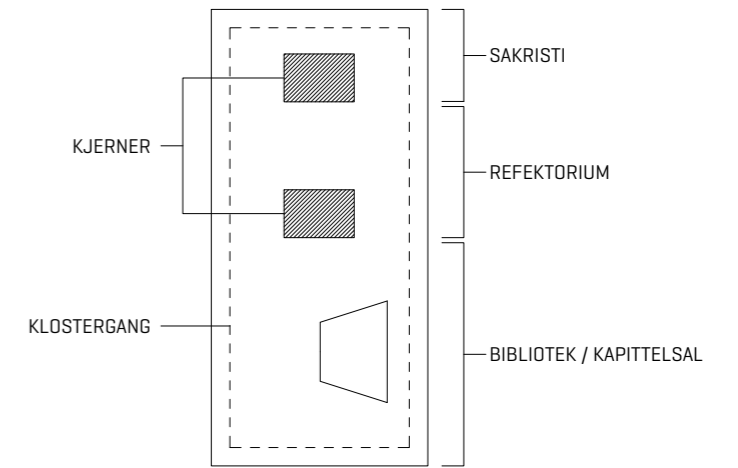 SAKRISTI
KJERNER
REFEKTORIUM
KLOSTERGANG
BIBLIOTEK / KAPITTELSAL